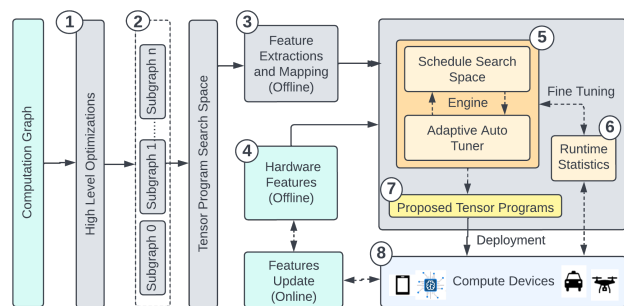 1
2
3
4
5
6
7
8
Computation Graph
High Level Optimizations
Subgraph n
Subgraph 1
Subgraph 0
Tensor Program Search Space
Feature
Extractions
and Mapping
(Offline)
Hardware
Features
(Offline)
Features
Update
(Online)
Schedule Search
Space
Engine
Adaptive Auto
Tuner
Fine Tuning
Runtime
Statistics
Proposed Tensor Programs
Deployment
Compute Devices